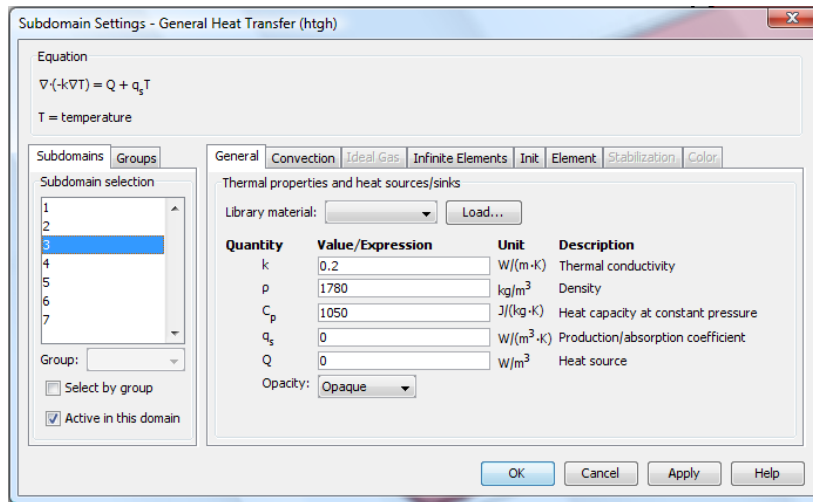 Subdomain Settings - General Heat Transfer (htgh)
Equation
∇·(-k∇T) = Q + qₛT
T = temperature
Subdomains Groups
Subdomain selection
1
2
3
4
5
6
7
Group:
Select by group
Active in this domain
General Convection Ideal Gas Infinite Elements Init Element Stabilization Color
Thermal properties and heat sources/sinks
Library material: Load...
Quantity Value/Expression Unit Description
k 0.2 W/(m·K) Thermal conductivity
ρ 1780 kg/m³ Density
Cₚ 1050 J/(kg·K) Heat capacity at constant pressure
qₛ 0 W/(m³·K) Production/absorption coefficient
Q 0 W/m³ Heat source
Opacity: Opaque
OK Cancel Apply Help